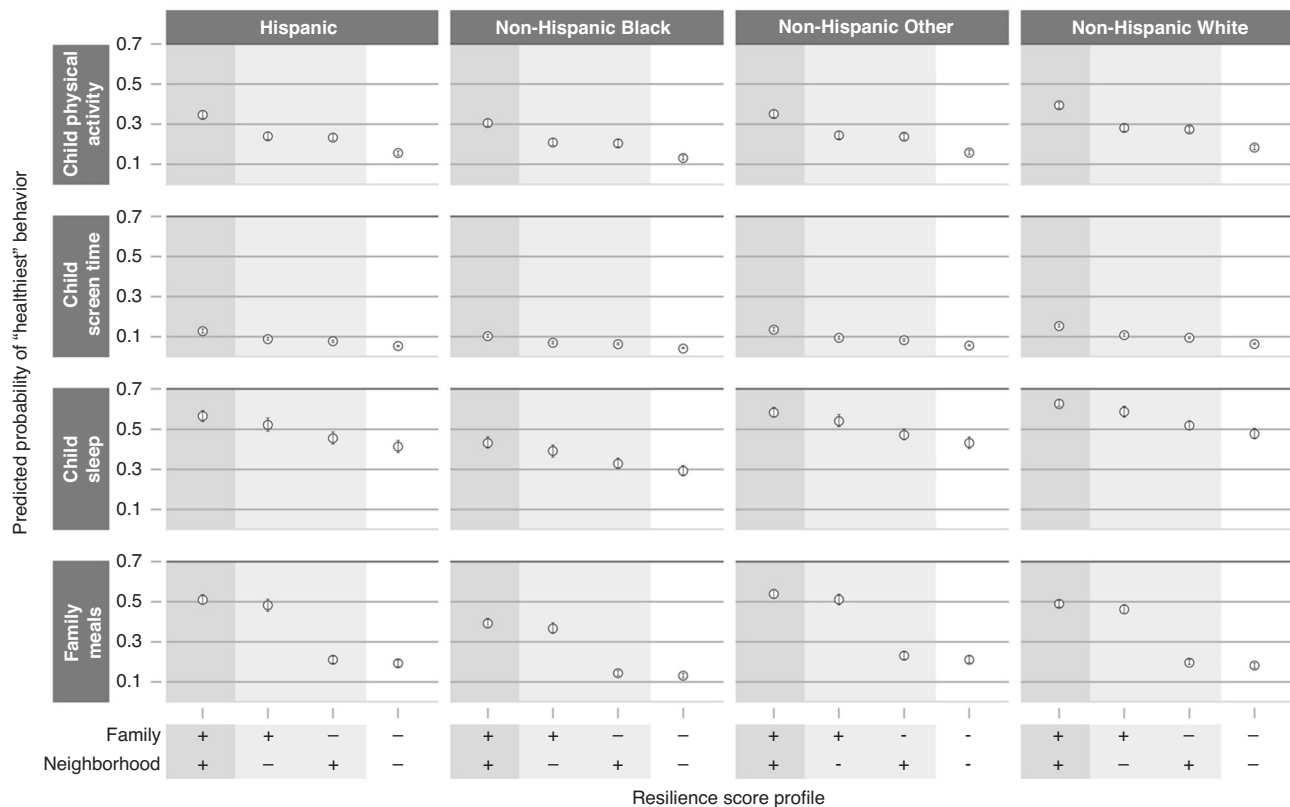 Hispanic
Non-Hispanic Black
Non-Hispanic Other
Non-Hispanic White
Predicted probability of “healthiest” behavior
Child physical
activity
0.7
0.5
0.3
0.1
Child
screen time
0.7
0.5
0.3
0.1
Child
sleep
0.7
0.5
0.3
0.1
Family
meals
0.7
0.5
0.3
0.1
Family + + – – + + – – + + - - + + – –
Neighborhood + – + – + – + – + - + - + – + –
Resilience score profile